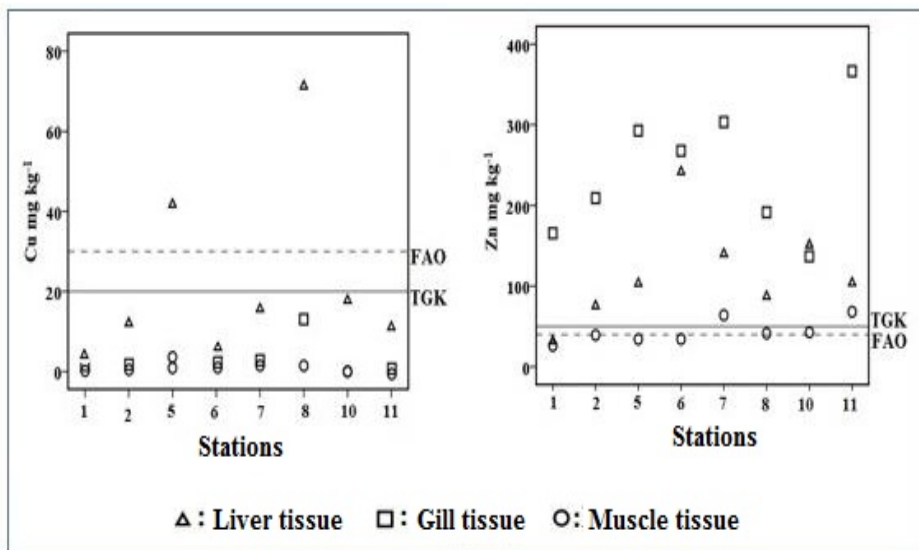 Cu mg kg⁻¹
80
60
40
20
0
FAO
TGK
1 2 5 6 7 8 10 11
Stations
Zn mg kg⁻¹
400
300
200
100
0
TGK
FAO
1 2 5 6 7 8 10 11
Stations
: Liver tissue : Gill tissue : Muscle tissue